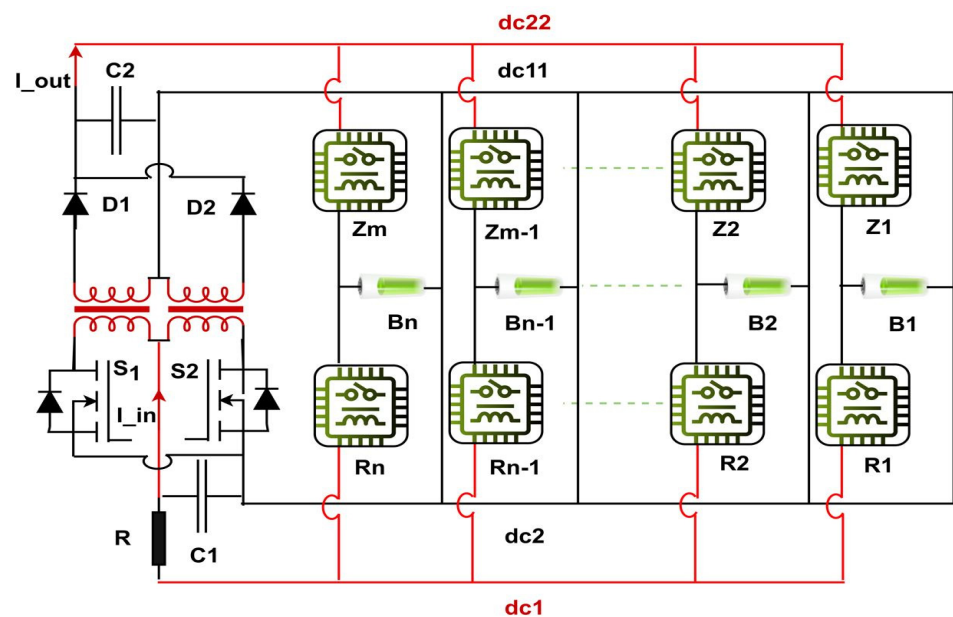 dc22
I_out
C2
dc11
D1
D2
Zm
Zm-1
Z2
Z1
Bn
Bn-1
B2
B1
S1
S2
I_in
Rn
Rn-1
R2
R1
R
C1
dc2
dc1